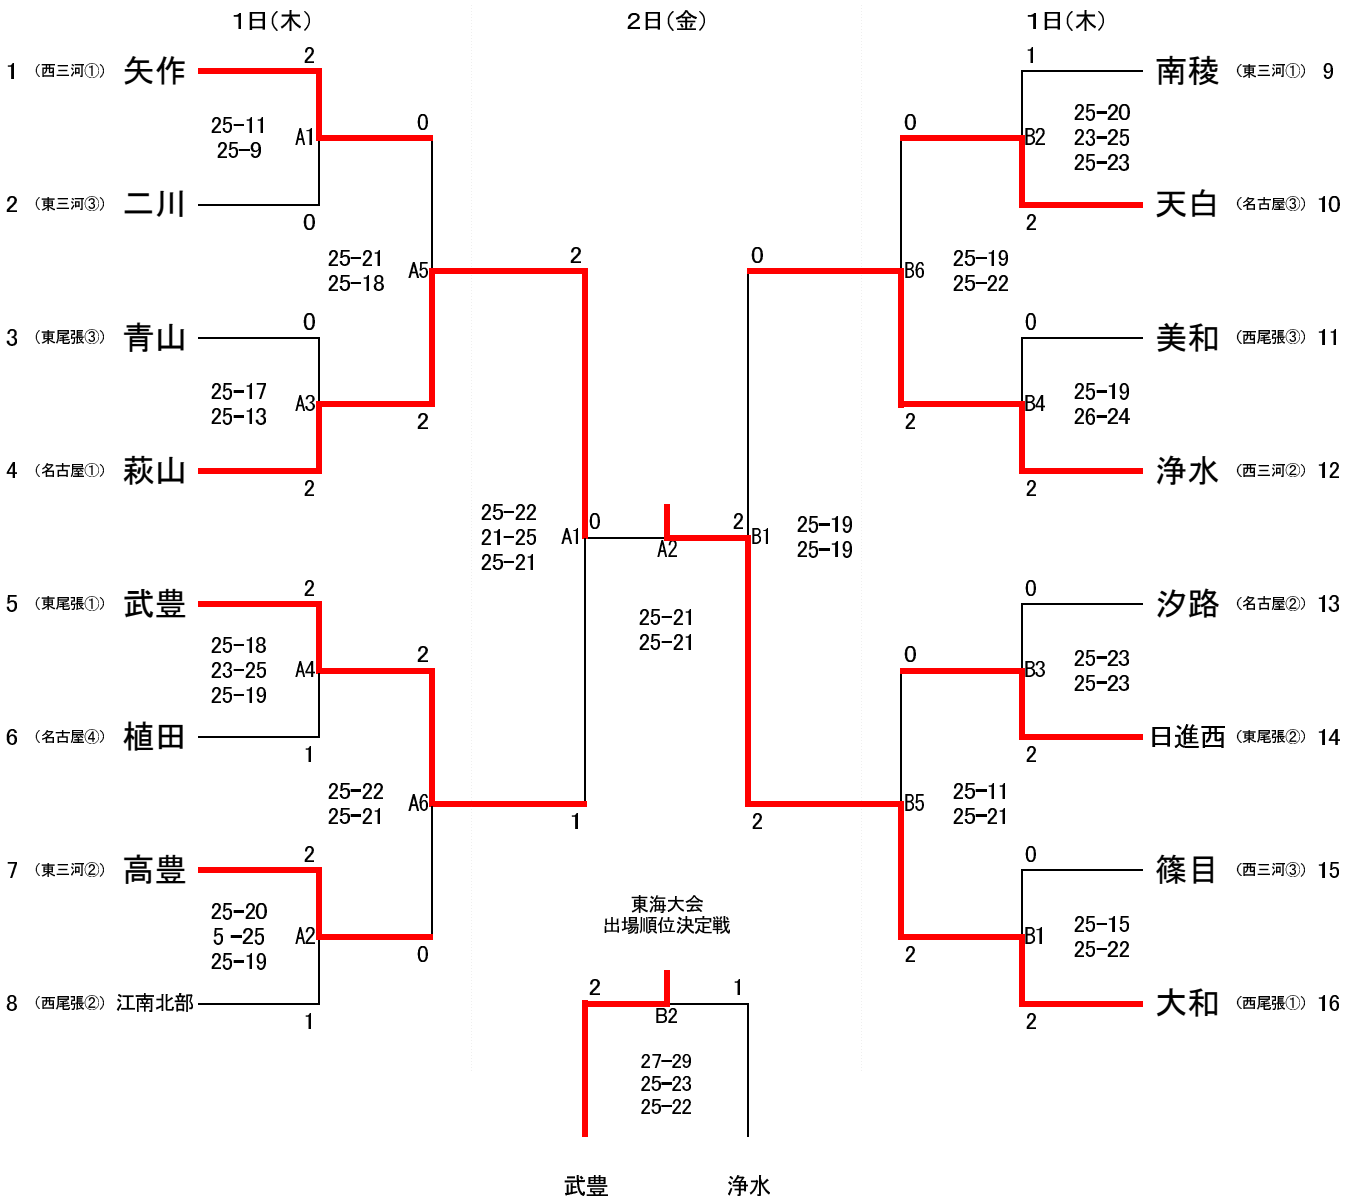 1日(木)
2日(金)
1日(木)
1 (西三河①) 矢作
2
25-11
25-9
A1
2 (東三河③) 二川
0
0
25-21
25-18
A5
3 (東尾張③) 青山
0
25-17
25-13
A3
2
4 (名古屋①) 萩山
2
2
25-22
21-25
25-21
A1
0
5 (東尾張①) 武豊
2
25-18
23-25
25-19
A4
2
6 (名古屋④) 植田
1
25-22
25-21
A6
1
7 (東三河②) 高豊
2
25-20
5 -25
25-19
A2
0
8 (西尾張②) 江南北部
1
A2
25-21
25-21
1
南稜 (東三河①) 9
0
B2
25-20
23-25
25-23
天白 (名古屋③) 10
2
0
B6
25-19
25-22
0
美和 (西尾張③) 11
2
B4
25-19
26-24
浄水 (西三河②) 12
2
2
B1
25-19
25-19
0
汐路 (名古屋②) 13
0
B3
25-23
25-23
日進西 (東尾張②) 14
2
2
B5
25-11
25-21
0
篠目 (西三河③) 15
2
B1
25-15
25-22
大和 (西尾張①) 16
2
東海大会
出場順位決定戦
2
1
B2
27-29
25-23
25-22
武豊
浄水